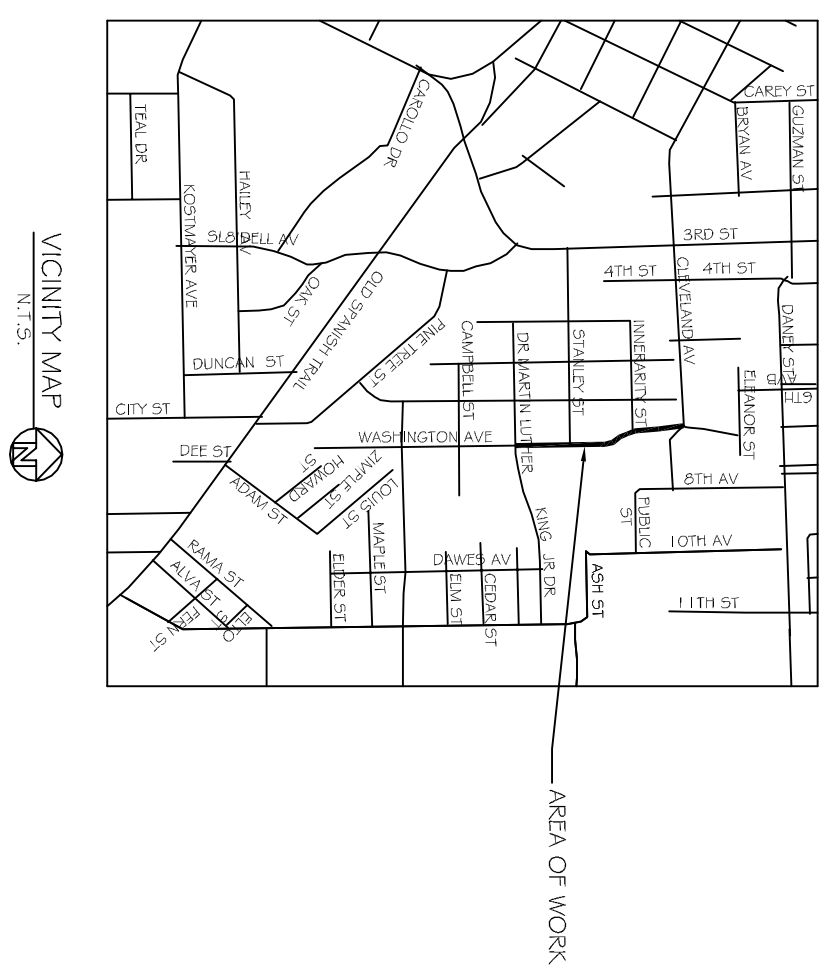 CAREY ST
GUZMAN ST
BRYAN AV
TEAL DR
CAROLLO DR
KOSTMAYER AVE
HAILEY AV
SLIDELL AV
3RD ST
4TH ST
4TH ST
CLEVELAND AV
OAK ST
OLD SPANISH TRAIL
PINE TREE ST
CAMPBELL ST
DR MARTIN LUTHER
KING JR DR
STANLEY ST
INNERARITY ST
DANEY ST
6TH
AVD
ELEANOR ST
DUNCAN ST
CITY ST
WASHINGTON AVE
DEE ST
ADAM ST
HOWARD
ST
ZIMPLE ST
LOUIS ST
8TH AV
PUBLIC
ST
10TH AV
MAPLE ST
DAWES AV
RAMA ST
ALVA ST
FERN ST
ELDER ST
ELM ST
CEDAR ST
ASH ST
11TH ST
AREA OF WORK
VICINITY MAP
N.T.S.
N